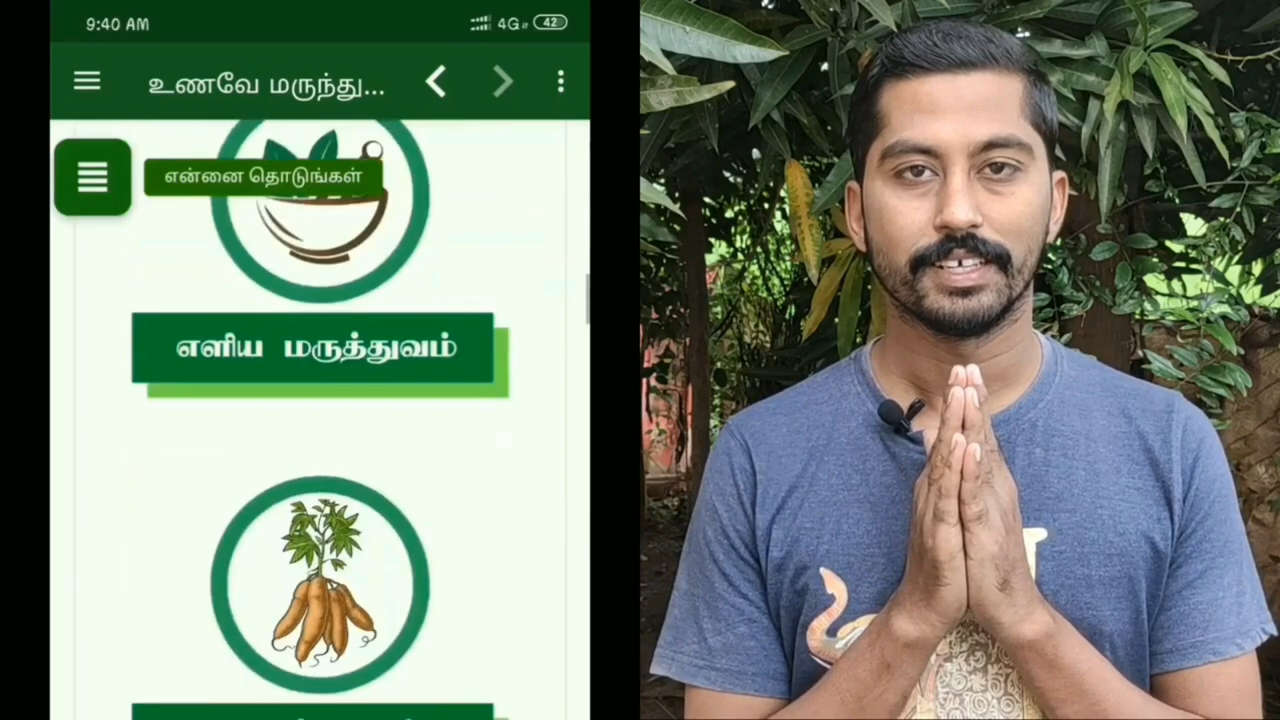 9:40 AM
4G
42
உணவே மருந்து...
என்னை தொடுங்கள்
எளிய மருத்துவம்